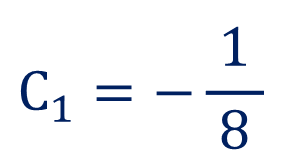 C₁ = −1/8